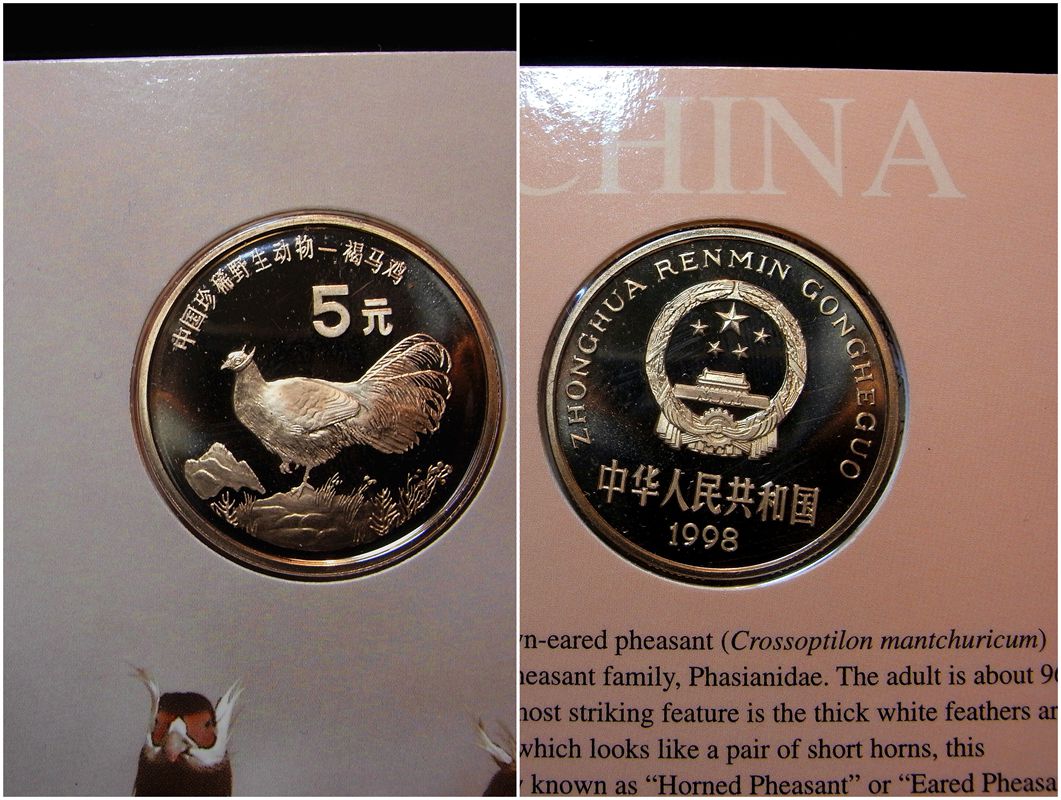 中国珍稀野生动物—褐马鸡
5元
CHINA
ZHONGHUA RENMIN GONGHEGUO
中华人民共和国
1998
n-eared pheasant (Crossoptilon mantchuricum)
heasant family, Phasianidae. The adult is about
most striking feature is the thick white feathers
which looks like a pair of short horns, this
known as “Horned Pheasant” or “Eared Pheasa